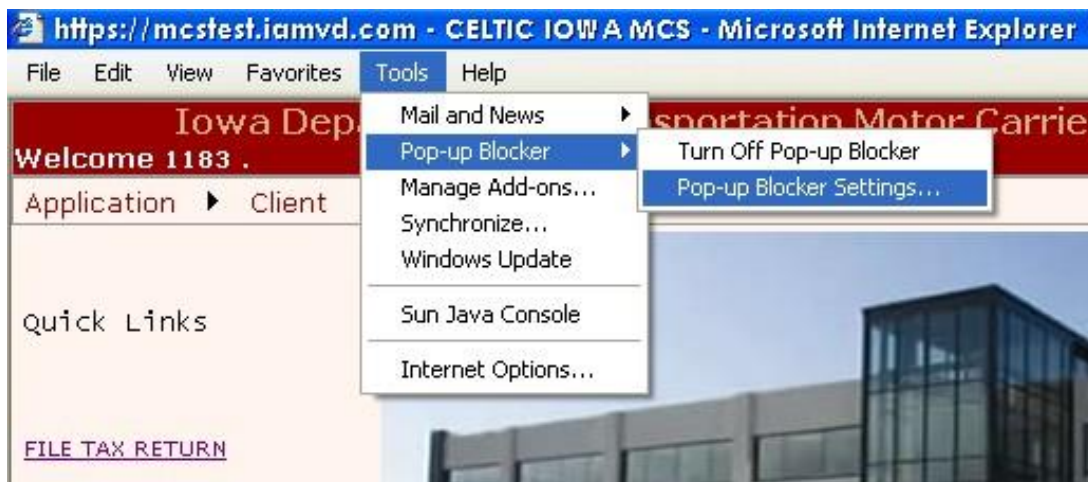 https://mcstest.iamvd.com - CELTIC IOWA MCS - Microsoft Internet Explorer
File Edit View Favorites Tools Help
Iowa Dep sportation Motor Carrie
Welcome 1183 .
Application Client
Mail and News
Pop-up Blocker
Manage Add-ons...
Synchronize...
Windows Update
Sun Java Console
Internet Options...
Turn Off Pop-up Blocker
Pop-up Blocker Settings...
Quick Links
FILE TAX RETURN